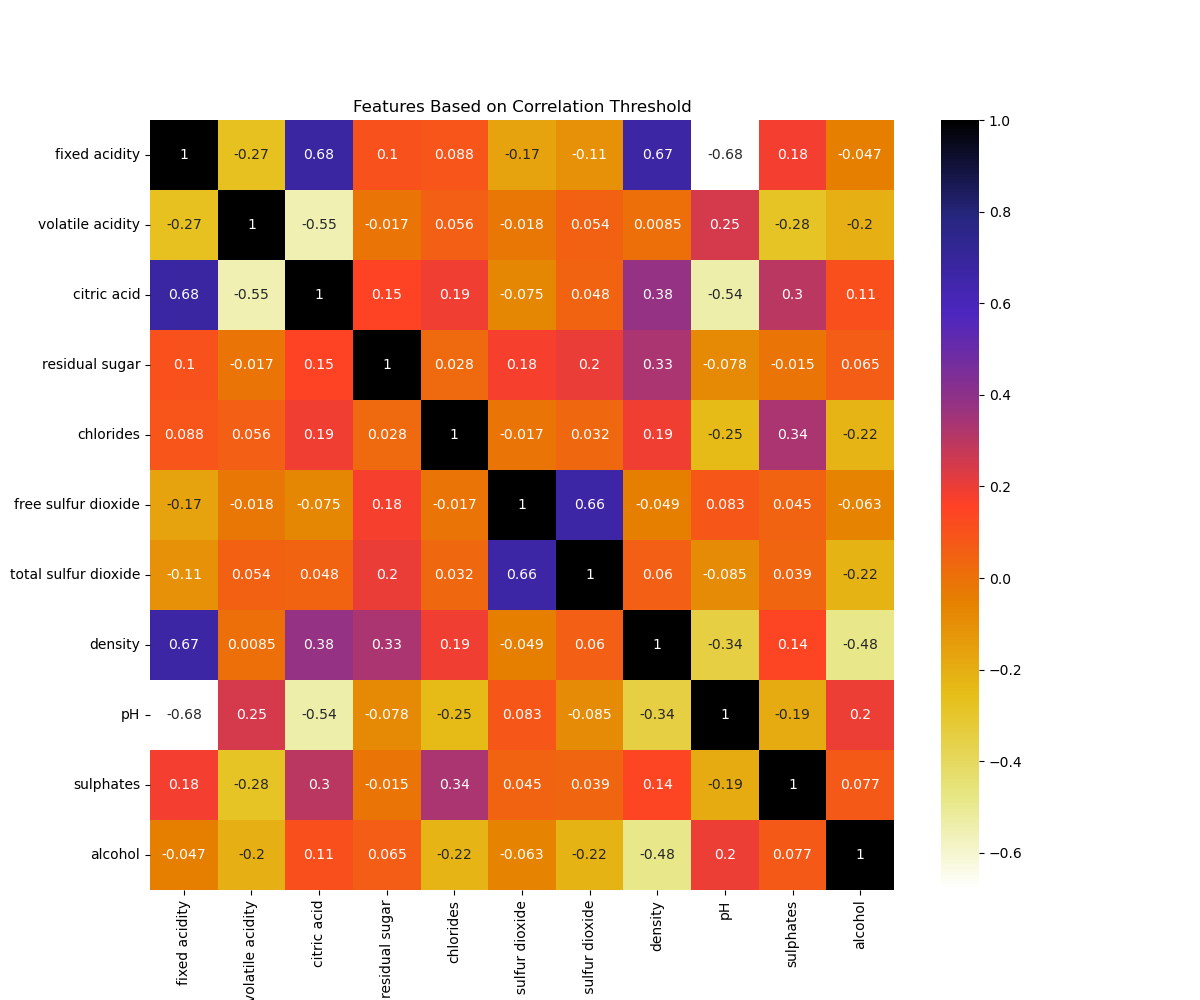 Features Based on Correlation Threshold
fixed acidity 1 -0.27 0.68 0.1 0.088 -0.17 -0.11 0.67 -0.68 0.18 -0.047
volatile acidity -0.27 1 -0.55 -0.017 0.056 -0.018 0.054 0.0085 0.25 -0.28 -0.2
citric acid 0.68 -0.55 1 0.15 0.19 -0.075 0.048 0.38 -0.54 0.3 0.11
residual sugar 0.1 -0.017 0.15 1 0.028 0.18 0.2 0.33 -0.078 -0.015 0.065
chlorides 0.088 0.056 0.19 0.028 1 -0.017 0.032 0.19 -0.25 0.34 -0.22
free sulfur dioxide -0.17 -0.018 -0.075 0.18 -0.017 1 0.66 -0.049 0.083 0.045 -0.063
total sulfur dioxide -0.11 0.054 0.048 0.2 0.032 0.66 1 0.06 -0.085 0.039 -0.22
density 0.67 0.0085 0.38 0.33 0.19 -0.049 0.06 1 -0.34 0.14 -0.48
pH -0.68 0.25 -0.54 -0.078 -0.25 0.083 -0.085 -0.34 1 -0.19 0.2
sulphates 0.18 -0.28 0.3 -0.015 0.34 0.045 0.039 0.14 -0.19 1 0.077
alcohol -0.047 -0.2 0.11 0.065 -0.22 -0.063 -0.22 -0.48 0.2 0.077 1
fixed acidity
volatile acidity
citric acid
residual sugar
chlorides
sulfur dioxide
sulfur dioxide
density
pH
sulphates
alcohol
1.0
0.8
0.6
0.4
0.2
0.0
−0.2
−0.4
−0.6